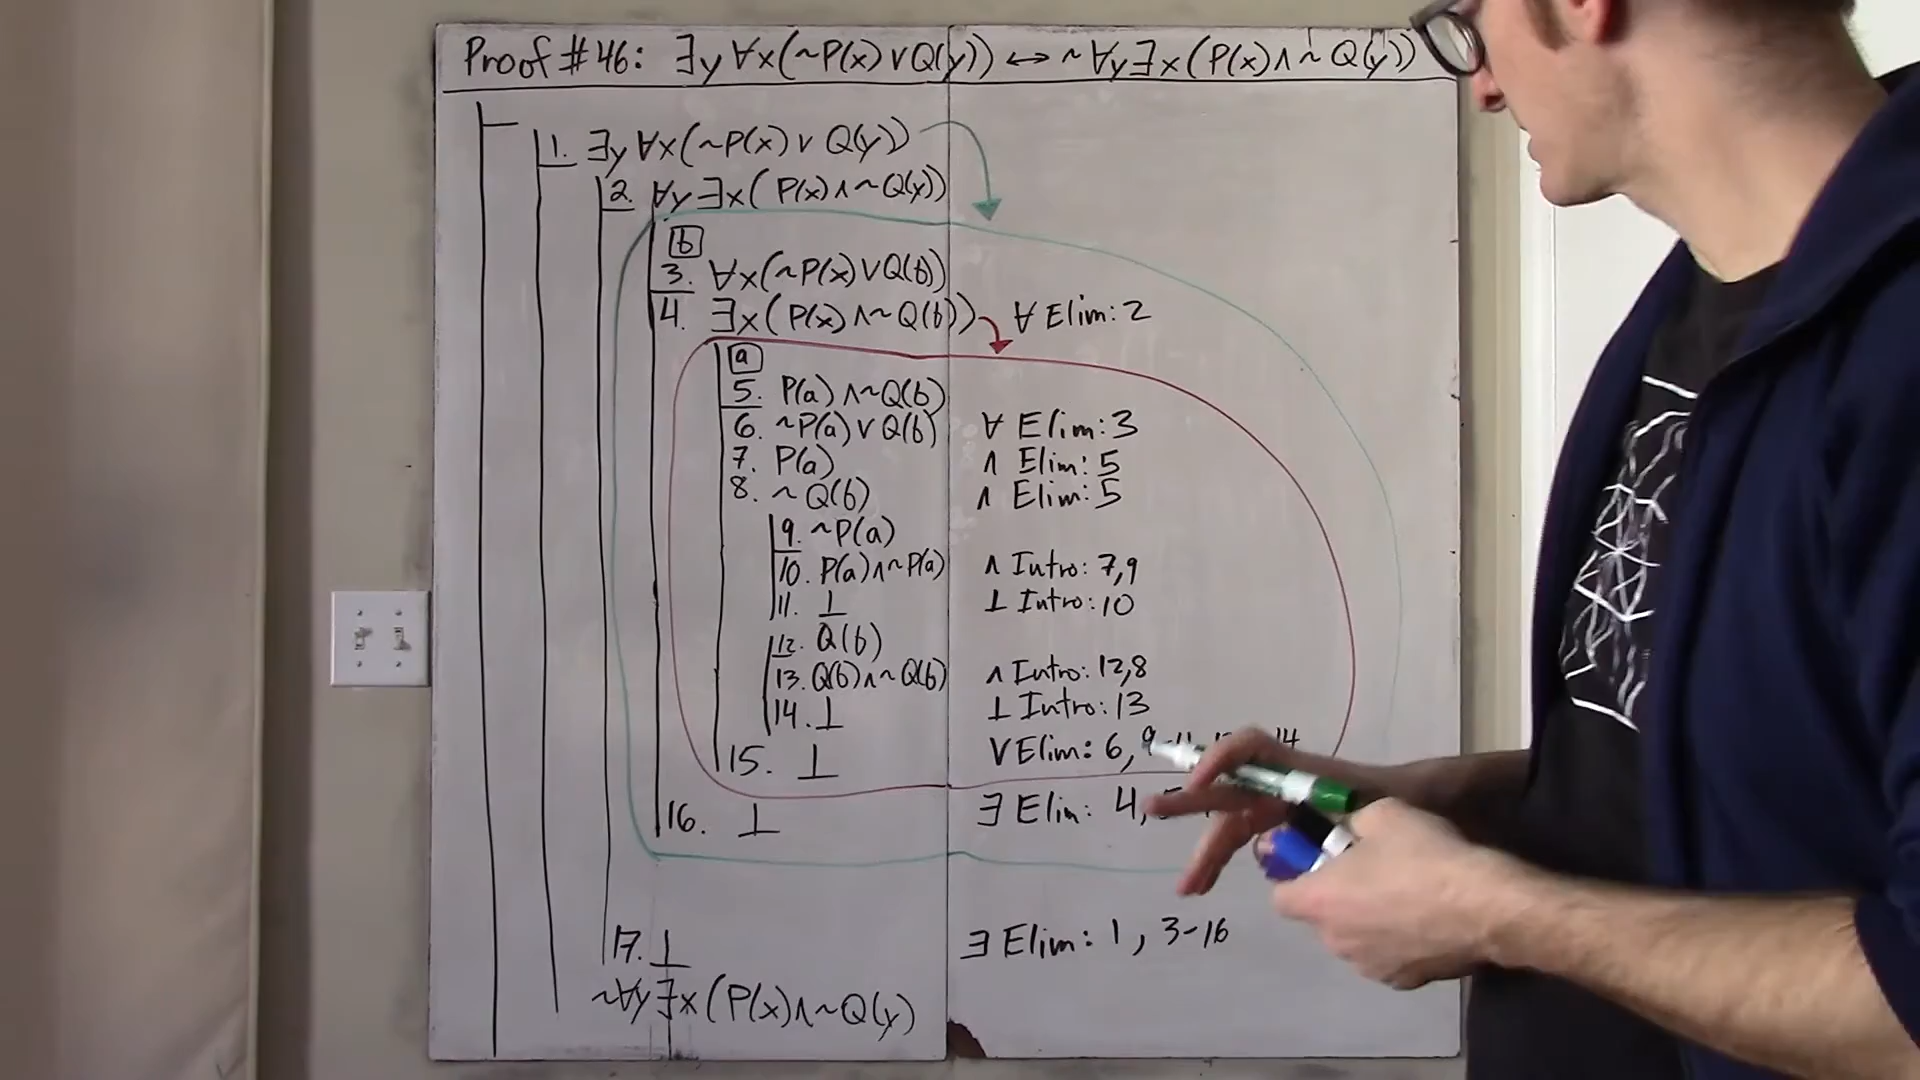 Proof #46: ∃y ∀x(~P(x) ∨ Q(y)) ↔ ~∀y∃x(P(x)∧~Q(y))
1. ∃y ∀x(~P(x) ∨ Q(y))
2. ∀y ∃x(P(x)∧~Q(y))
b
3. ∀x(~P(x) ∨Q(b))
4. ∃x(P(x)∧~Q(b)) ∀ Elim: 2
a
5. P(a)∧~Q(b)
6. ~P(a)∨Q(b) ∀ Elim: 3
7. P(a) ∧ Elim: 5
8. ~Q(b) ∧ Elim: 5
9. ~P(a)
10. P(a)∧~P(a) ∧ Intro: 7,9
11. ⊥ ⊥ Intro: 10
12. Q(b)
13. Q(b)∧~Q(b) ∧ Intro: 12,8
14. ⊥ ⊥ Intro: 13
15. ⊥ ∨ Elim: 6, 14
16. ⊥ ∃ Elim: 4,
17. ⊥ ∃ Elim: 1, 3-16
~∀y∃x(P(x)∧~Q(y)